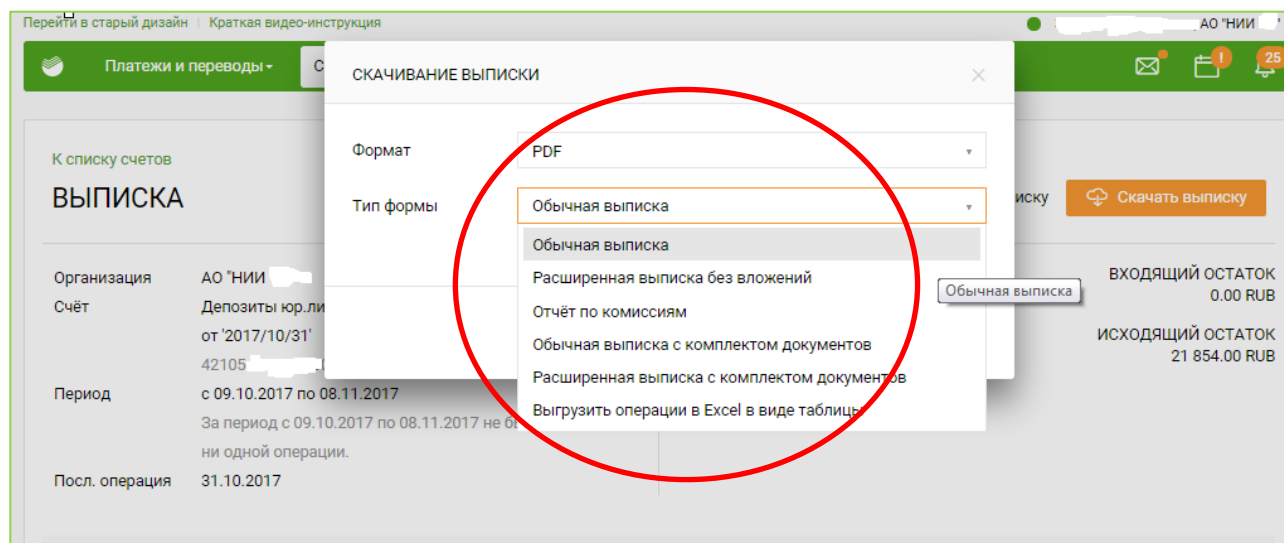 Перейти в старый дизайн | Краткая видео-инструкция
АО "НИИ "
Платежи и переводы
С
25
СКАЧИВАНИЕ ВЫПИСКИ
Формат
PDF
Тип формы
Обычная выписка
Обычная выписка
Расширенная выписка без вложений
Отчёт по комиссиям
Обычная выписка с комплектом документов
Расширенная выписка с комплектом документов
Выгрузить операции в Excel в виде таблицы
Обычная выписка
К списку счетов
ВЫПИСКА
иску
Скачать выписку
Организация АО "НИИ
Счёт Депозиты юр.ли
от '2017/10/31'
42105
Период с 09.10.2017 по 08.11.2017
За период с 09.10.2017 по 08.11.2017 не б
ни одной операции.
Посл. операция 31.10.2017
ВХОДЯЩИЙ ОСТАТОК
0.00 RUB
ИСХОДЯЩИЙ ОСТАТОК
21 854.00 RUB